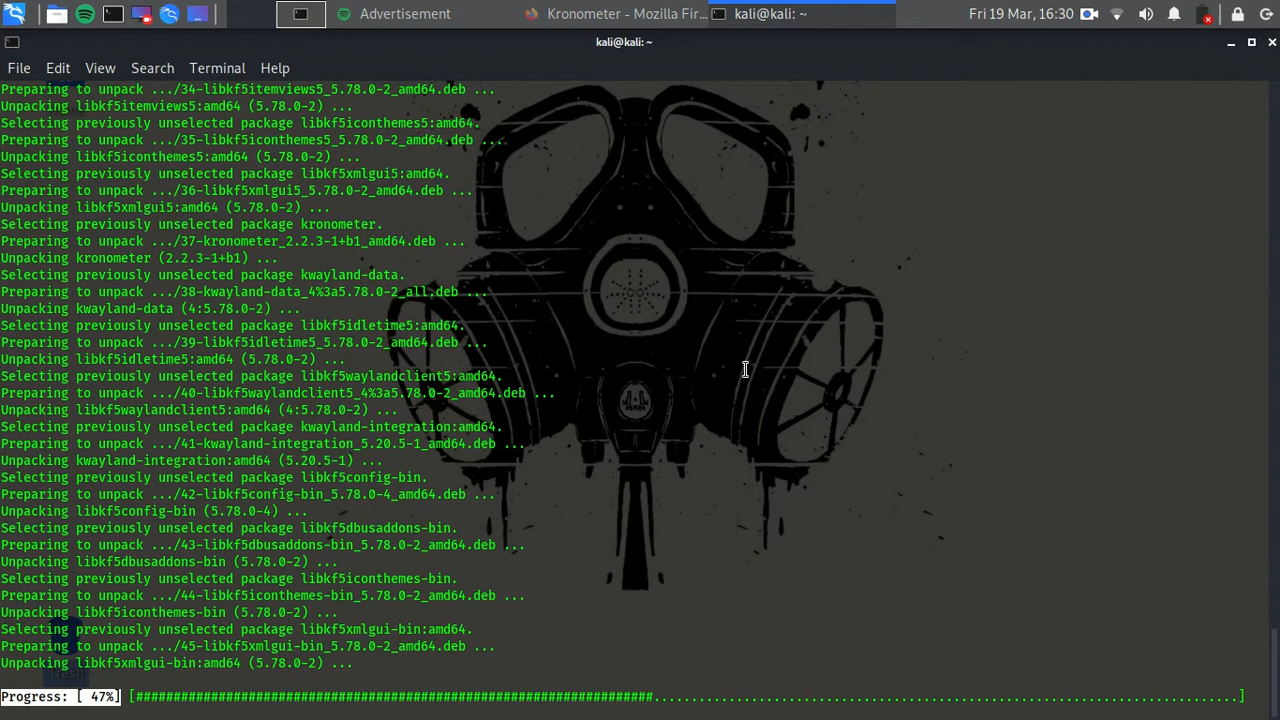 Advertisement
Kronometer - Mozilla Fir...
kali@kali: ~
Fri 19 Mar, 16:30
kali@kali: ~
File Edit View Search Terminal Help
Preparing to unpack .../34-libkf5itemviews5_5.78.0-2_amd64.deb ...
Unpacking libkf5itemviews5:amd64 (5.78.0-2) ...
Selecting previously unselected package libkf5iconthemes5:amd64.
Preparing to unpack .../35-libkf5iconthemes5_5.78.0-2_amd64.deb ...
Unpacking libkf5iconthemes5:amd64 (5.78.0-2) ...
Selecting previously unselected package libkf5xmlgui5:amd64.
Preparing to unpack .../36-libkf5xmlgui5_5.78.0-2_amd64.deb ...
Unpacking libkf5xmlgui5:amd64 (5.78.0-2) ...
Selecting previously unselected package kronometer.
Preparing to unpack .../37-kronometer_2.2.3-1+b1_amd64.deb ...
Unpacking kronometer (2.2.3-1+b1) ...
Selecting previously unselected package kwayland-data.
Preparing to unpack .../38-kwayland-data_4%3a5.78.0-2_all.deb ...
Unpacking kwayland-data (4:5.78.0-2) ...
Selecting previously unselected package libkf5idletime5:amd64.
Preparing to unpack .../39-libkf5idletime5_5.78.0-2_amd64.deb ...
Unpacking libkf5idletime5:amd64 (5.78.0-2) ...
Selecting previously unselected package libkf5waylandclient5:amd64.
Preparing to unpack .../40-libkf5waylandclient5_4%3a5.78.0-2_amd64.deb ...
Unpacking libkf5waylandclient5:amd64 (4:5.78.0-2) ...
Selecting previously unselected package kwayland-integration:amd64.
Preparing to unpack .../41-kwayland-integration_5.20.5-1_amd64.deb ...
Unpacking kwayland-integration:amd64 (5.20.5-1) ...
Selecting previously unselected package libkf5config-bin.
Preparing to unpack .../42-libkf5config-bin_5.78.0-4_amd64.deb ...
Unpacking libkf5config-bin (5.78.0-4) ...
Selecting previously unselected package libkf5dbusaddons-bin.
Preparing to unpack .../43-libkf5dbusaddons-bin_5.78.0-2_amd64.deb ...
Unpacking libkf5dbusaddons-bin (5.78.0-2) ...
Selecting previously unselected package libkf5iconthemes-bin.
Preparing to unpack .../44-libkf5iconthemes-bin_5.78.0-2_amd64.deb ...
Unpacking libkf5iconthemes-bin (5.78.0-2) ...
Selecting previously unselected package libkf5xmlgui-bin:amd64.
Preparing to unpack .../45-libkf5xmlgui-bin_5.78.0-2_amd64.deb ...
Unpacking libkf5xmlgui-bin:amd64 (5.78.0-2) ...
Trash
Progress: [ 47%] [#####################################################################..............................................................................]